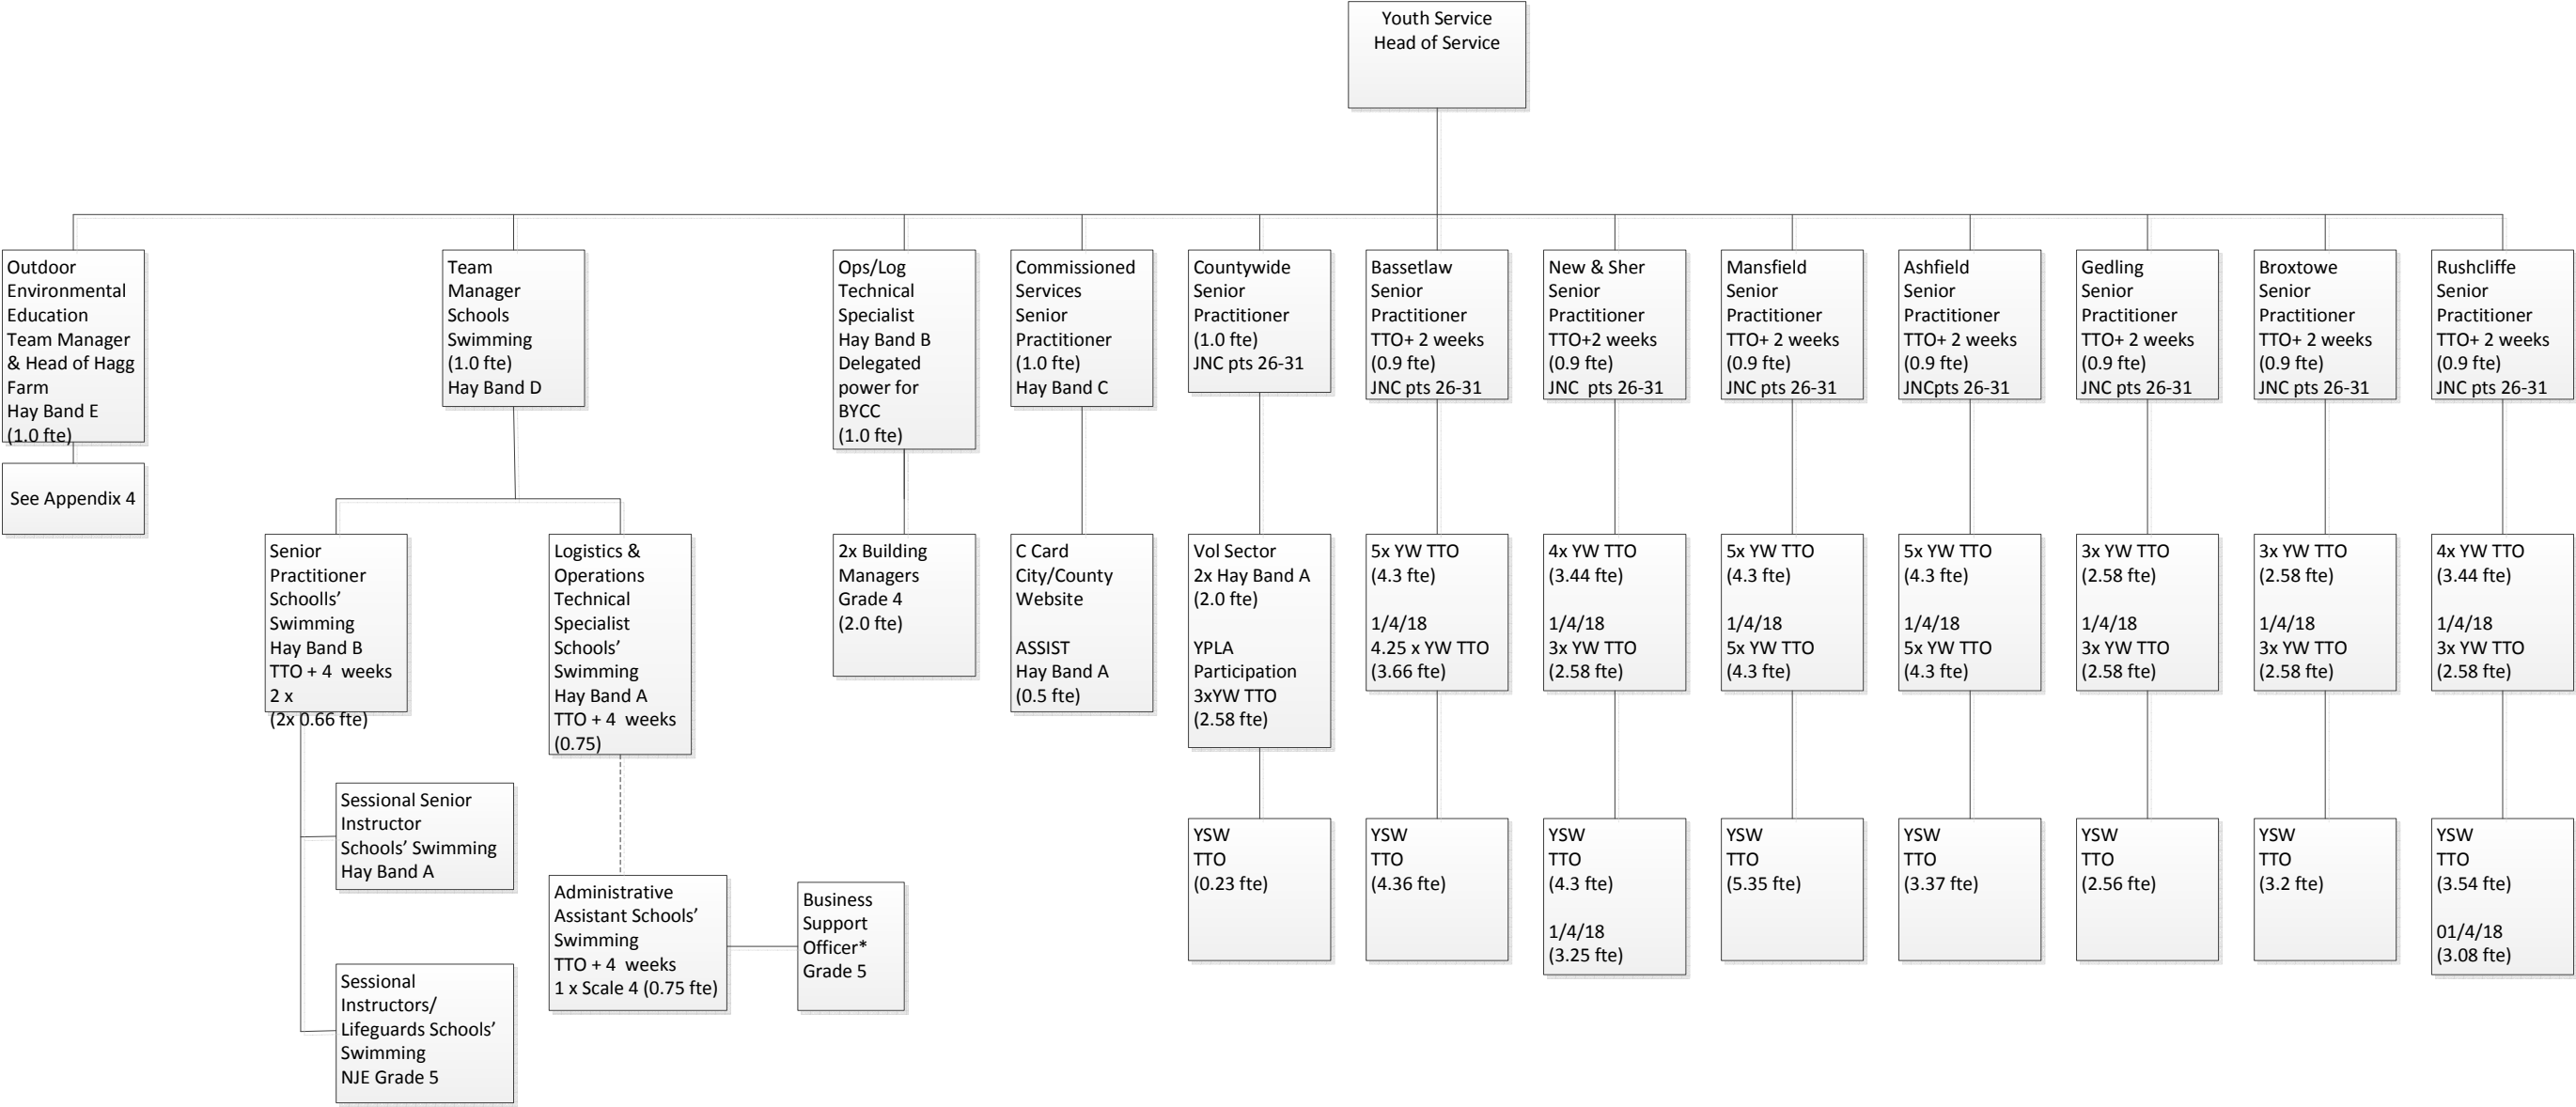 Youth Service
Head of Service
Outdoor
Environmental
Education
Team Manager
& Head of Hagg
Farm
Hay Band E
(1.0 fte)
Team
Manager
Schools
Swimming
(1.0 fte)
Hay Band D
Ops/Log
Technical
Specialist
Hay Band B
Delegated
power for
BYCC
(1.0 fte)
Commissioned
Services
Senior
Practitioner
(1.0 fte)
Hay Band C
Countywide
Senior
Practitioner
(1.0 fte)
JNC pts 26-31
Bassetlaw
Senior
Practitioner
TTO+ 2 weeks
(0.9 fte)
JNC pts 26-31
New & Sher
Senior
Practitioner
TTO+2 weeks
(0.9 fte)
JNC  pts 26-31
Mansfield
Senior
Practitioner
TTO+ 2 weeks
(0.9 fte)
JNC pts 26-31
Ashfield
Senior
Practitioner
TTO+ 2 weeks
(0.9 fte)
JNCpts 26-31
Gedling
Senior
Practitioner
TTO+ 2 weeks
(0.9 fte)
JNC pts 26-31
Broxtowe
Senior
Practitioner
TTO+ 2 weeks
(0.9 fte)
JNC pts 26-31
Rushcliffe
Senior
Practitioner
TTO+ 2 weeks
(0.9 fte)
JNC pts 26-31
See Appendix 4
Senior
Practitioner
Schoolls’
Swimming
Hay Band B
TTO + 4  weeks
2 x
(2x 0.66 fte)
Logistics &
Operations
Technical
Specialist
Schools’
Swimming
Hay Band A
TTO + 4  weeks
(0.75)
2x Building
Managers
Grade 4
(2.0 fte)
C Card
City/County
Website
ASSIST
Hay Band A
(0.5 fte)
Vol Sector
2x Hay Band A
(2.0 fte)
YPLA
Participation
3xYW TTO
(2.58 fte)
5x YW TTO
(4.3 fte)
1/4/18
4.25 x YW TTO
(3.66 fte)
4x YW TTO
(3.44 fte)
1/4/18
3x YW TTO
(2.58 fte)
5x YW TTO
(4.3 fte)
1/4/18
5x YW TTO
(4.3 fte)
5x YW TTO
(4.3 fte)
1/4/18
5x YW TTO
(4.3 fte)
3x YW TTO
(2.58 fte)
1/4/18
3x YW TTO
(2.58 fte)
3x YW TTO
(2.58 fte)
1/4/18
3x YW TTO
(2.58 fte)
4x YW TTO
(3.44 fte)
1/4/18
3x YW TTO
(2.58 fte)
Sessional Senior
Instructor
Schools’ Swimming
Hay Band A
Sessional
Instructors/
Lifeguards Schools’
Swimming
NJE Grade 5
Administrative
Assistant Schools’
Swimming
TTO + 4  weeks
1 x Scale 4 (0.75 fte)
Business
Support
Officer*
Grade 5
YSW
TTO
(0.23 fte)
YSW
TTO
(4.36 fte)
YSW
TTO
(4.3 fte)
1/4/18
(3.25 fte)
YSW
TTO
(5.35 fte)
YSW
TTO
(3.37 fte)
YSW
TTO
(2.56 fte)
YSW
TTO
(3.2 fte)
YSW
TTO
(3.54 fte)
01/4/18
(3.08 fte)